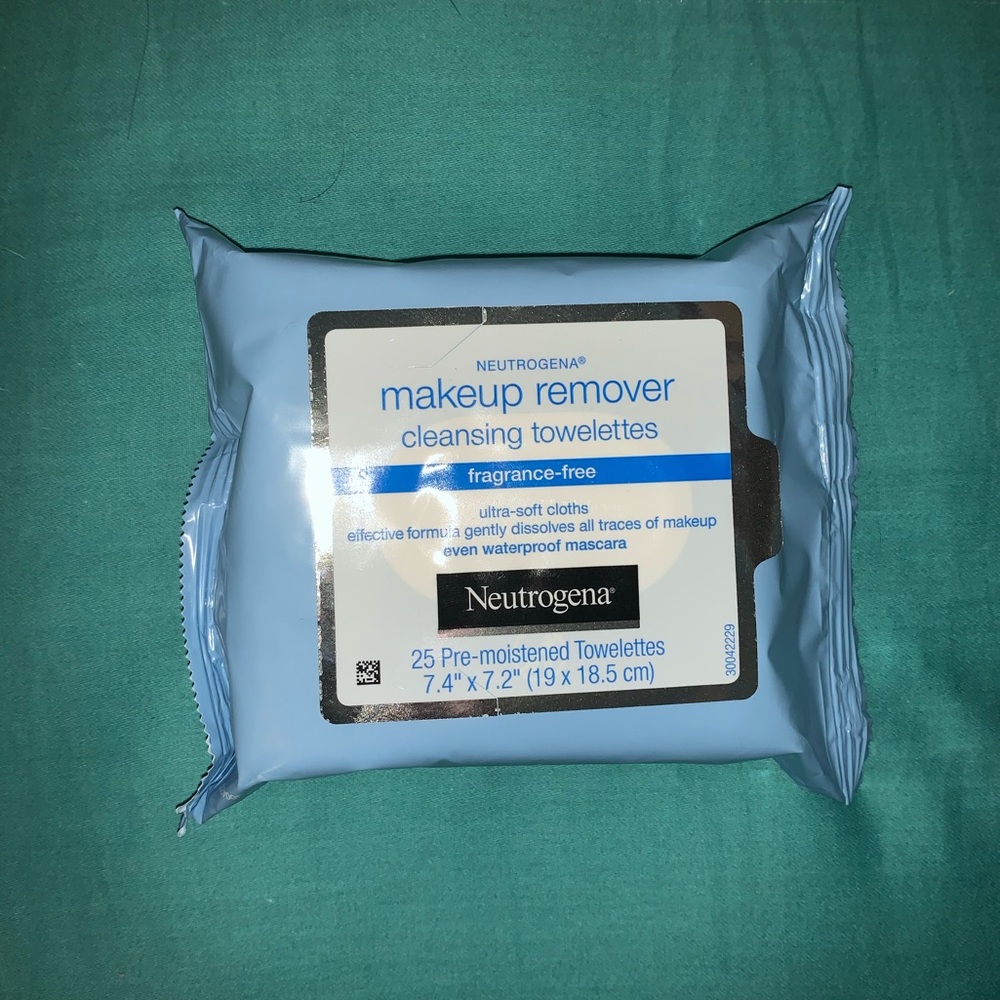 NEUTROGENA®
makeup remover
cleansing towelettes
fragrance-free
ultra-soft cloths
effective formula gently dissolves all traces of makeup
even waterproof mascara
Neutrogena®
25 Pre-moistened Towelettes
7.4" x 7.2" (19 x 18.5 cm)
30042229